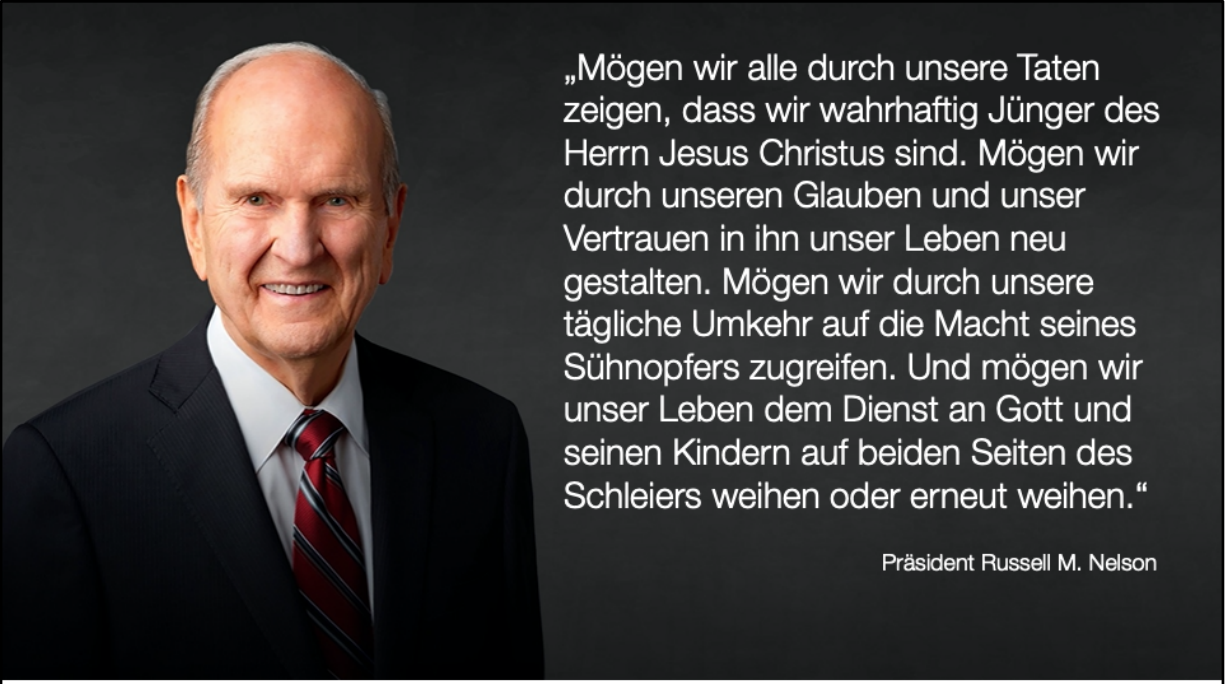 „Mögen wir alle durch unsere Taten
zeigen, dass wir wahrhaftig Jünger des
Herrn Jesus Christus sind. Mögen wir
durch unseren Glauben und unser
Vertrauen in ihn unser Leben neu
gestalten. Mögen wir durch unsere
tägliche Umkehr auf die Macht seines
Sühnopfers zugreifen. Und mögen wir
unser Leben dem Dienst an Gott und
seinen Kindern auf beiden Seiten des
Schleiers weihen oder erneut weihen.“
Präsident Russell M. Nelson